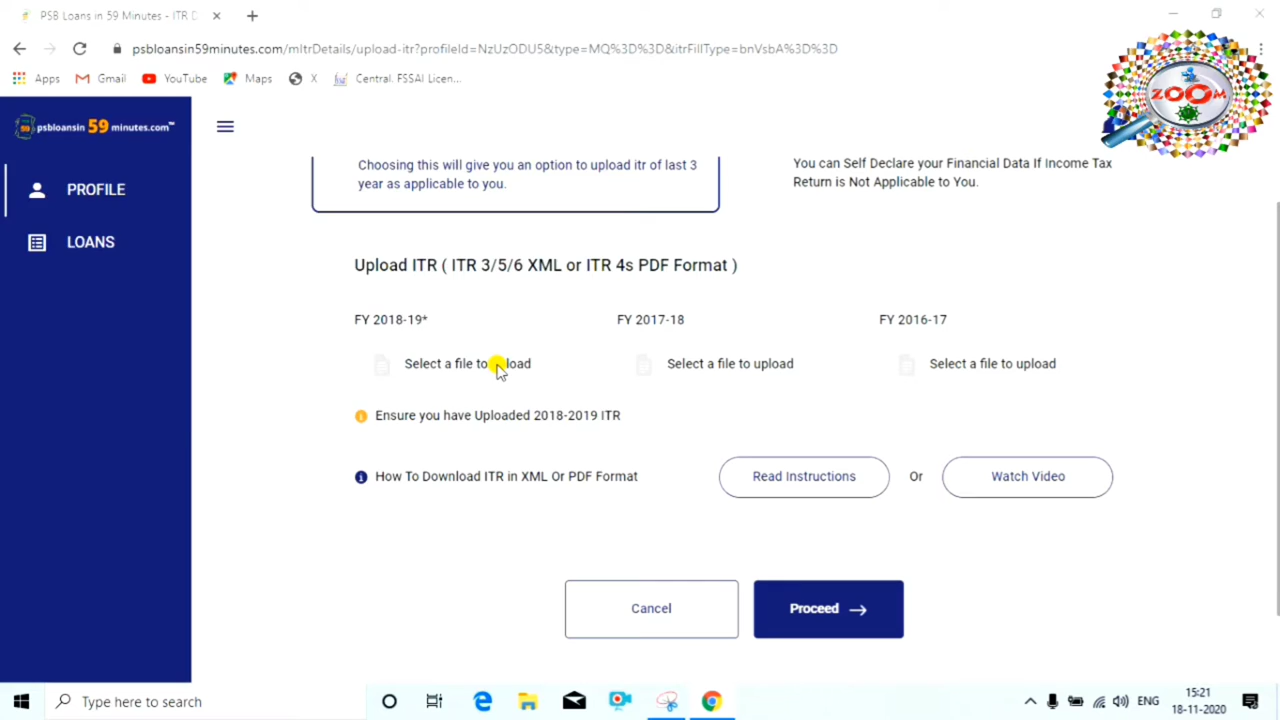 PSB Loans in 59 Minutes - ITR D
psbloansin59minutes.com/mItrDetails/upload-itr?profileId=NzUzODU5&type=MQ%3D%3D&itrFillType=bnVsbA%3D%3D
Apps Gmail YouTube Maps X Central. FSSAI Licen...
ZOOM
psbloansin 59 minutes.com™
PROFILE
LOANS
Choosing this will give you an option to upload itr of last 3
year as applicable to you.
You can Self Declare your Financial Data If Income Tax
Return is Not Applicable to You.
Upload ITR ( ITR 3/5/6 XML or ITR 4s PDF Format )
FY 2018-19* FY 2017-18 FY 2016-17
Select a file to upload Select a file to upload Select a file to upload
Ensure you have Uploaded 2018-2019 ITR
How To Download ITR in XML Or PDF Format Read Instructions Or Watch Video
Cancel Proceed
Type here to search
ENG
15:21
18-11-2020